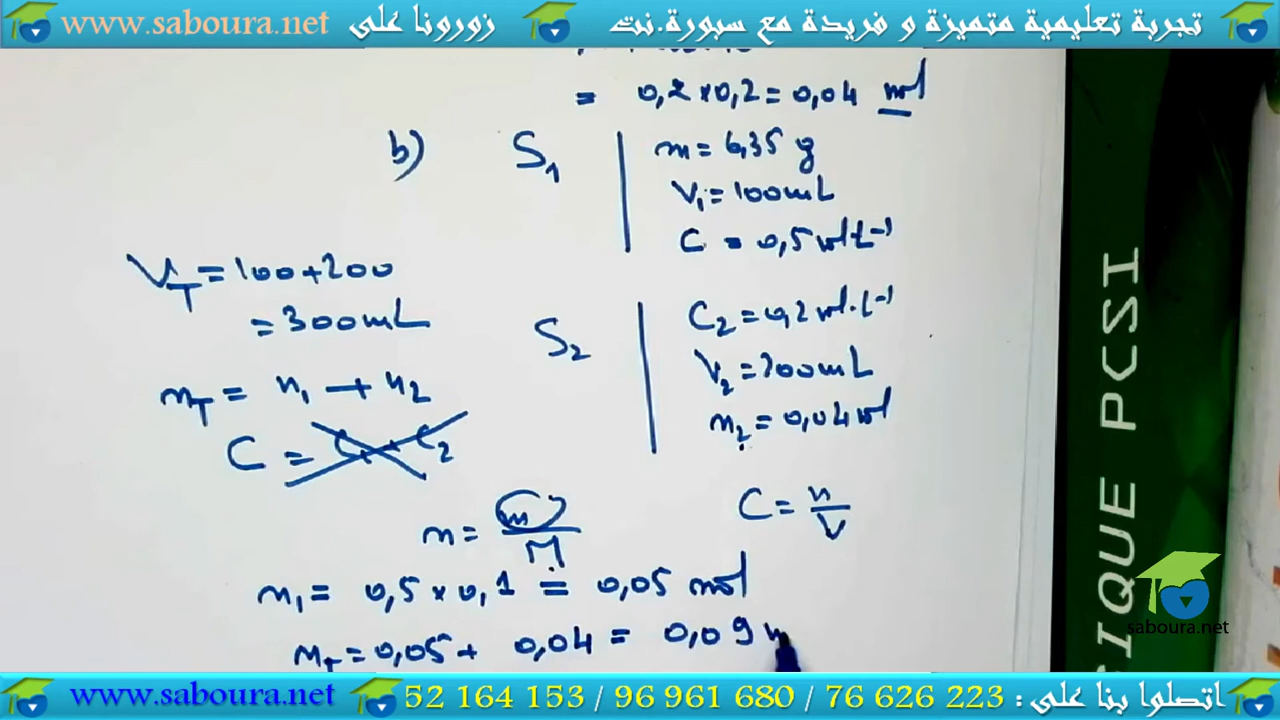 www.saboura.net زورونا على تجربة تعليمية متميزة و فريدة مع سبورة.نت
= 0,2 × 0,2 = 0,04 mol
b) S1
m = 6,35 g
V1 = 100 mL
C = 0,5 mol L-1
VT = 100 + 200
= 300 mL
S2
C2 = 0,2 mol·L-1
V2 = 200 mL
n2 = 0,04 mol
nT = n1 + n2
C = C1 + C2
n = m/M
C = n/V
n1 = 0,5 × 0,1 = 0,05 mol
nT = 0,05 + 0,04 = 0,09 m
IQUE PCSI
saboura.net
www.saboura.net 52 164 153 / 96 961 680 / 76 626 223 : اتصلوا بنا على